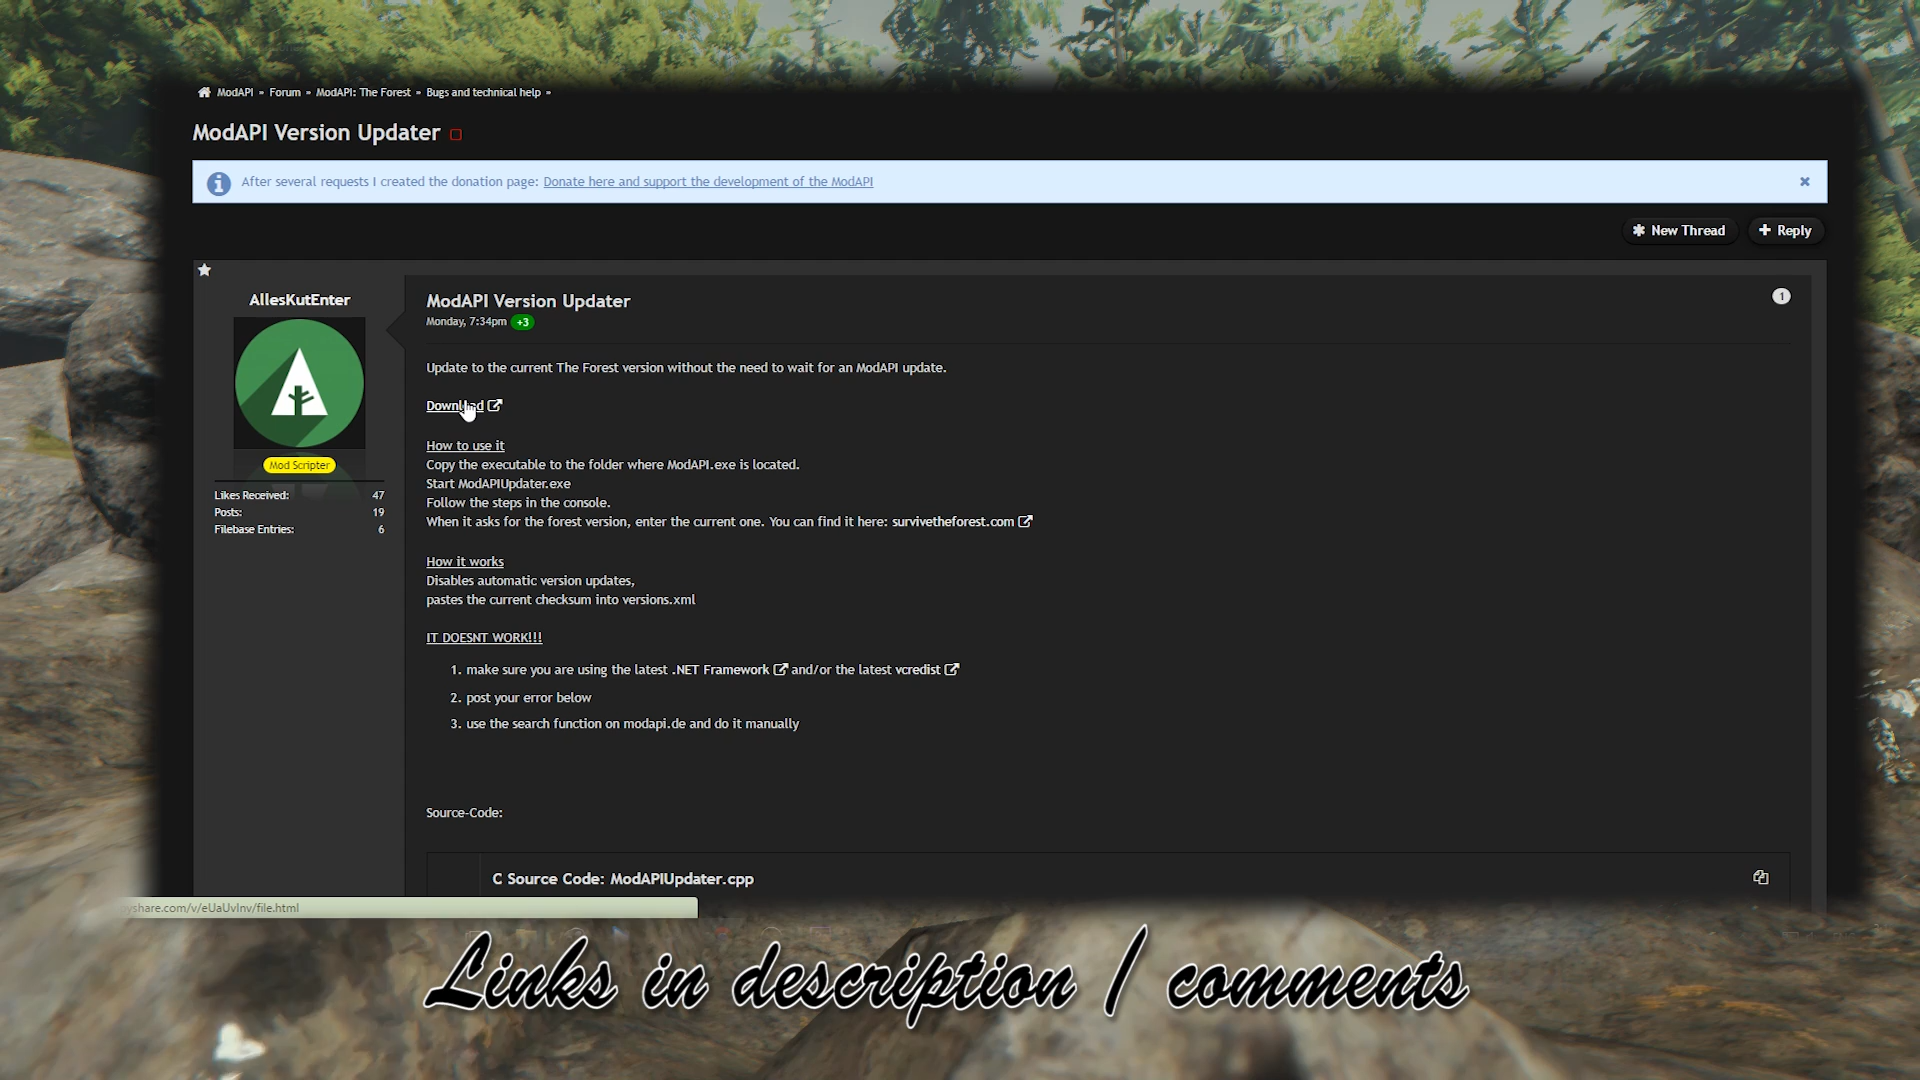 ModAPI » Forum » ModAPI: The Forest » Bugs and technical help »
ModAPI Version Updater
After several requests I created the donation page: Donate here and support the development of the ModAPI
New Thread
Reply
AllesKutEnter
Mod Scripter
Likes Received: 47
Posts: 19
Filebase Entries: 6
ModAPI Version Updater
1
Monday, 7:34pm +3
Update to the current The Forest version without the need to wait for an ModAPI update.
Download
How to use it
Copy the executable to the folder where ModAPI.exe is located.
Start ModAPIUpdater.exe
Follow the steps in the console.
When it asks for the forest version, enter the current one. You can find it here: survivetheforest.com
How it works
Disables automatic version updates,
pastes the current checksum into versions.xml
IT DOESNT WORK!!!
1. make sure you are using the latest .NET Framework and/or the latest vcredist
2. post your error below
3. use the search function on modapi.de and do it manually
Source-Code:
C Source Code: ModAPIUpdater.cpp
Links in description / comments